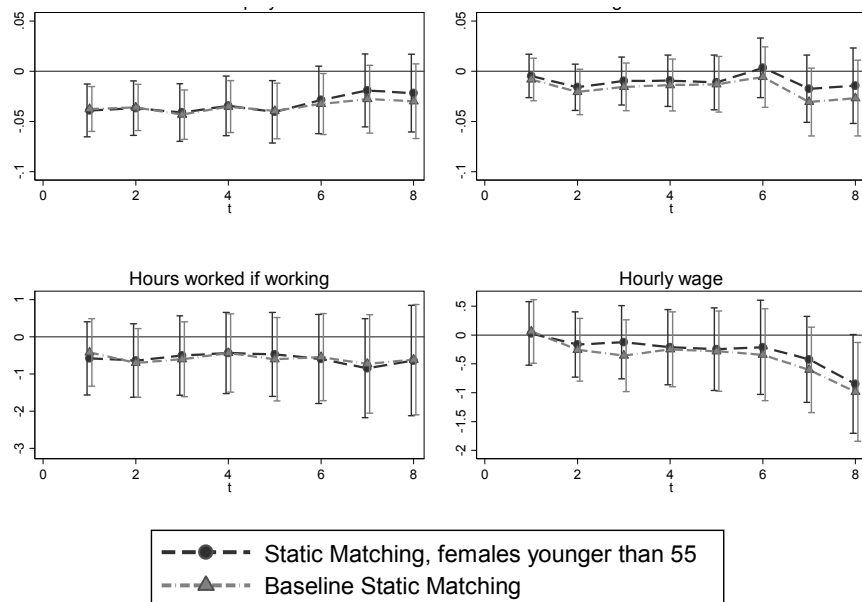 .05
0
-.05
-.1
0 2 4 6 8
t
.05
0
-.05
-.1
0 2 4 6 8
t
Hours worked if working
1
0
-1
-2
-3
0 2 4 6 8
t
Hourly wage
.5
0
-.5
-1
-1.5
-2
0 2 4 6 8
t
Static Matching, females younger than 55
Baseline Static Matching